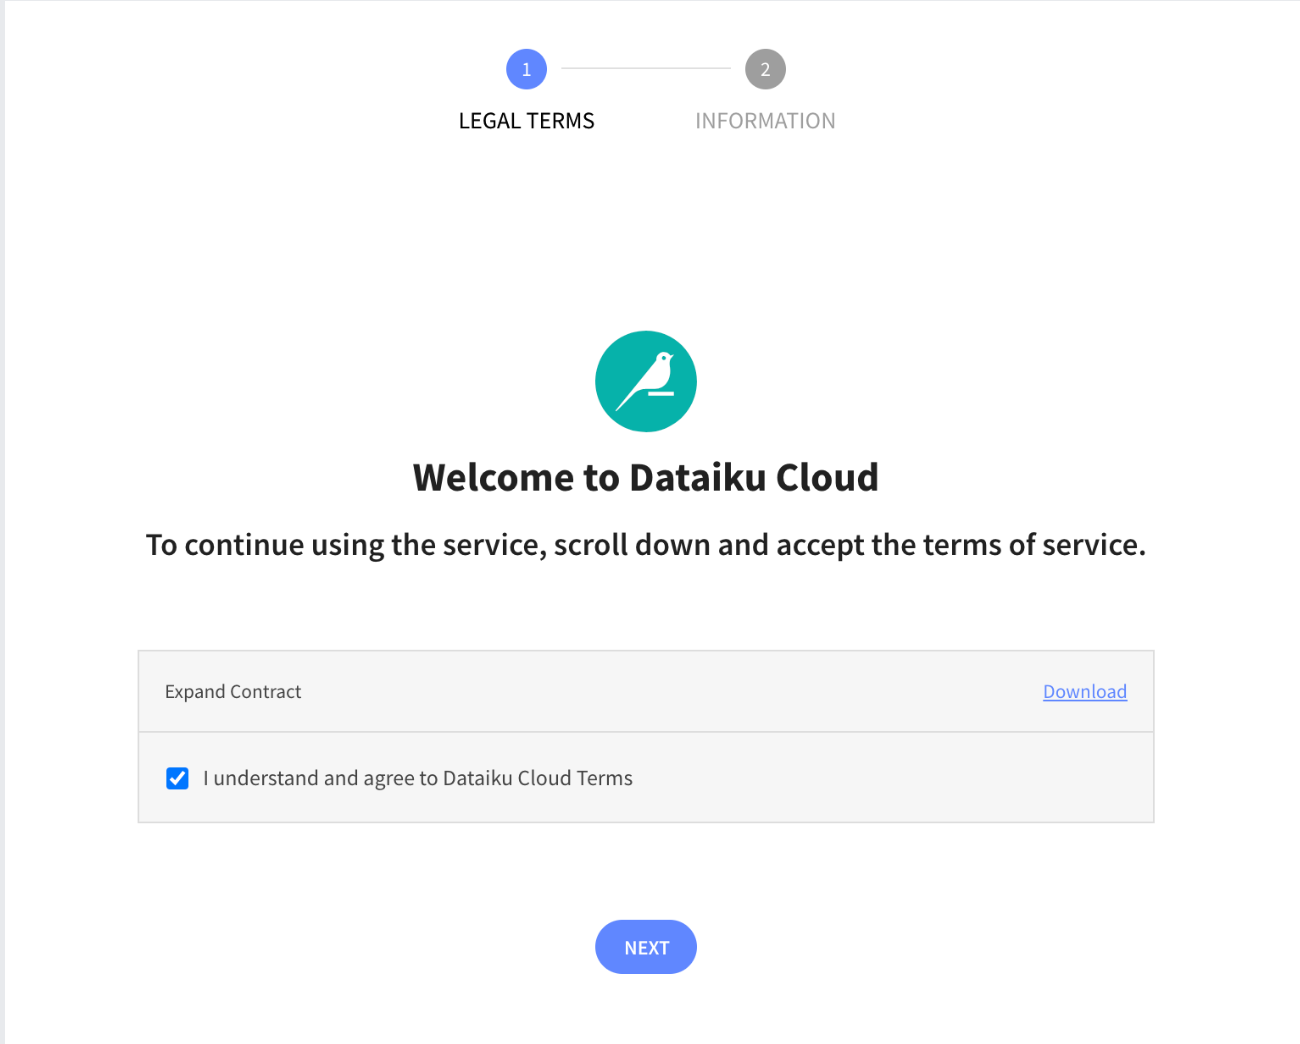 1
2
LEGAL TERMS
INFORMATION
Welcome to Dataiku Cloud
To continue using the service, scroll down and accept the terms of service.
Expand Contract
Download
I understand and agree to Dataiku Cloud Terms
NEXT